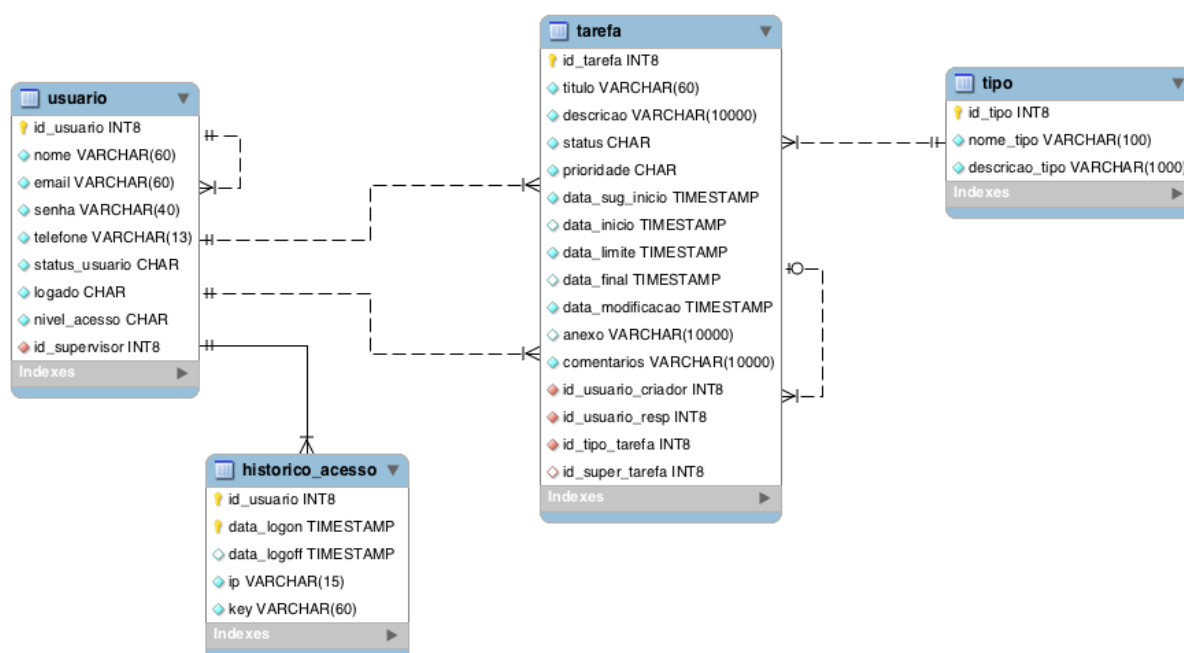 usuario
id_usuario INT8
nome VARCHAR(60)
email VARCHAR(60)
senha VARCHAR(40)
telefone VARCHAR(13)
status_usuario CHAR
logado CHAR
nivel_acesso CHAR
id_supervisor INT8
Indexes
tarefa
id_tarefa INT8
titulo VARCHAR(60)
descricao VARCHAR(10000)
status CHAR
prioridade CHAR
data_sug_inicio TIMESTAMP
data_inicio TIMESTAMP
data_limite TIMESTAMP
data_final TIMESTAMP
data_modificacao TIMESTAMP
anexo VARCHAR(10000)
comentarios VARCHAR(10000)
id_usuario_criador INT8
id_usuario_resp INT8
id_tipo_tarefa INT8
id_super_tarefa INT8
Indexes
tipo
id_tipo INT8
nome_tipo VARCHAR(100)
descricao_tipo VARCHAR(1000)
Indexes
historico_acesso
id_usuario INT8
data_logon TIMESTAMP
data_logoff TIMESTAMP
ip VARCHAR(15)
key VARCHAR(60)
Indexes